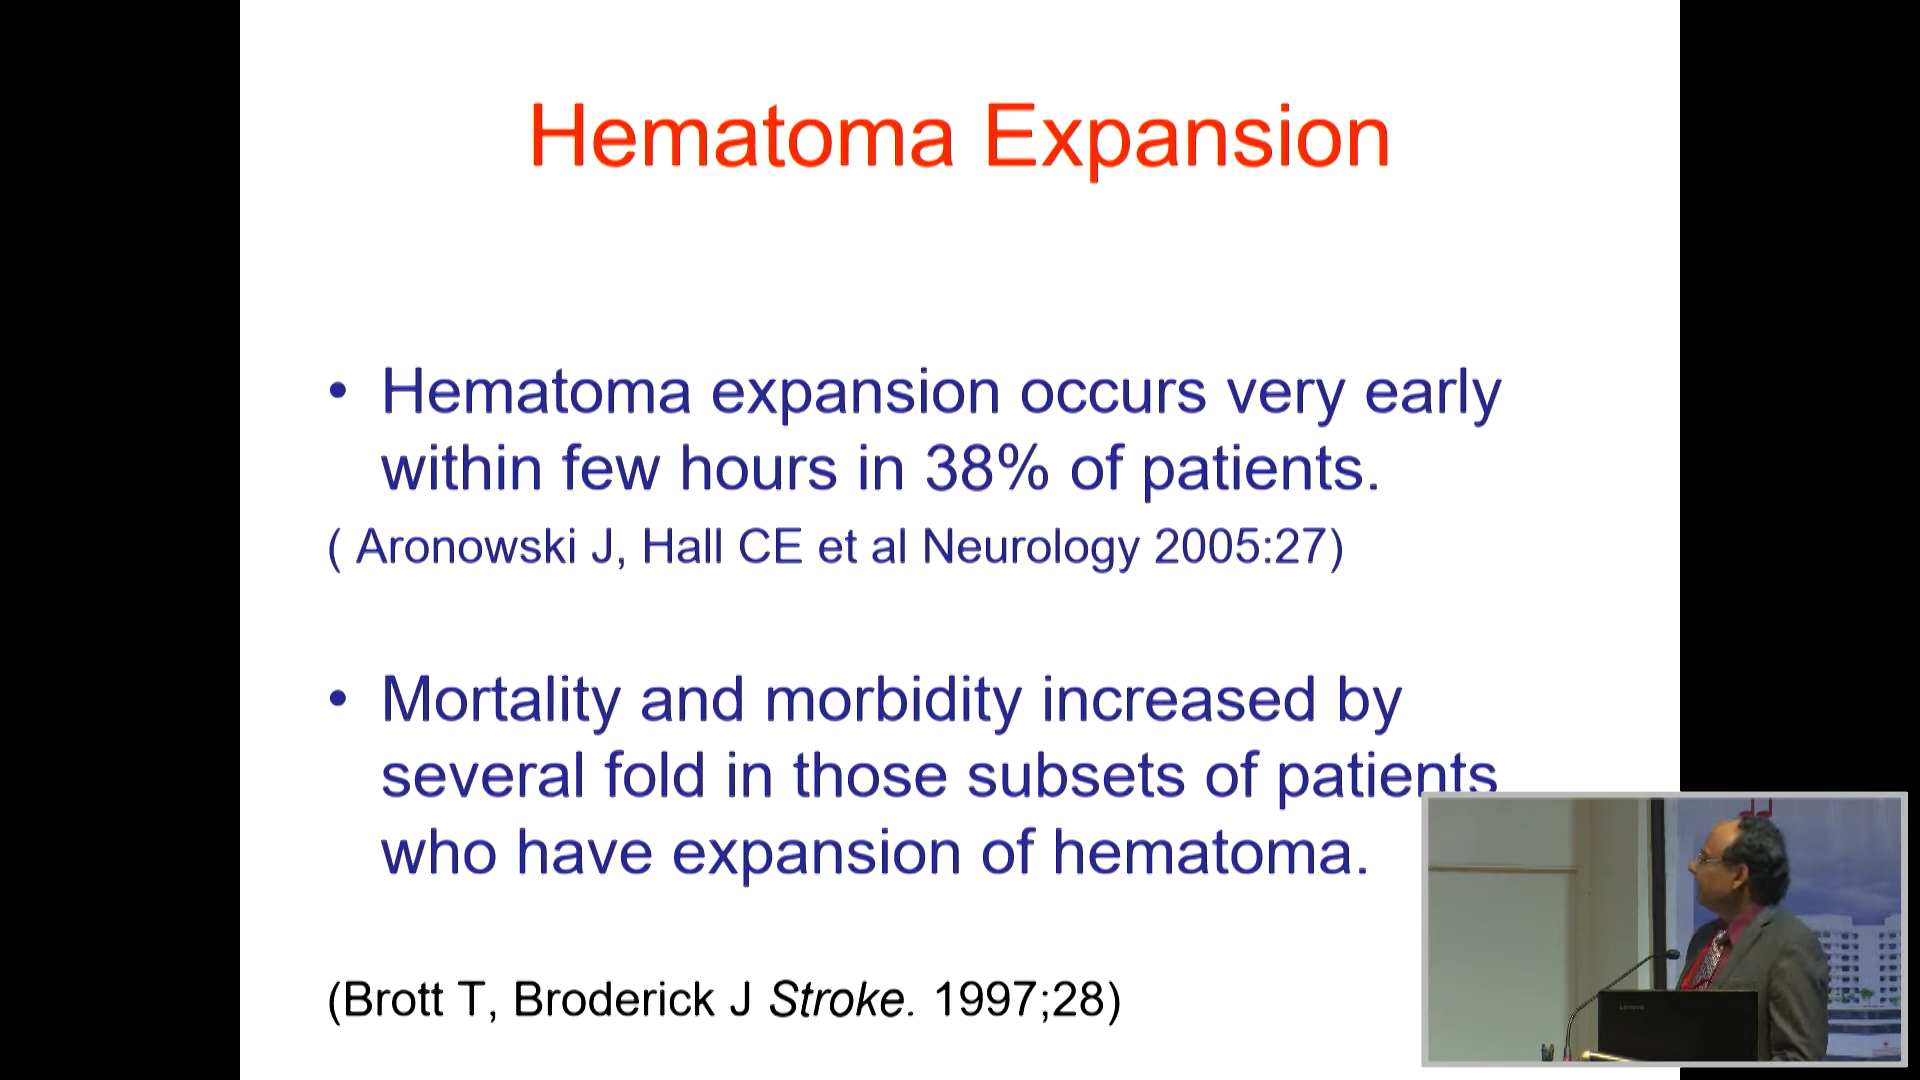 Hematoma Expansion
• Hematoma expansion occurs very early
within few hours in 38% of patients.
( Aronowski J, Hall CE et al Neurology 2005:27)
• Mortality and morbidity increased by
several fold in those subsets of patients
who have expansion of hematoma.
(Brott T, Broderick J Stroke. 1997;28)
Lenovo